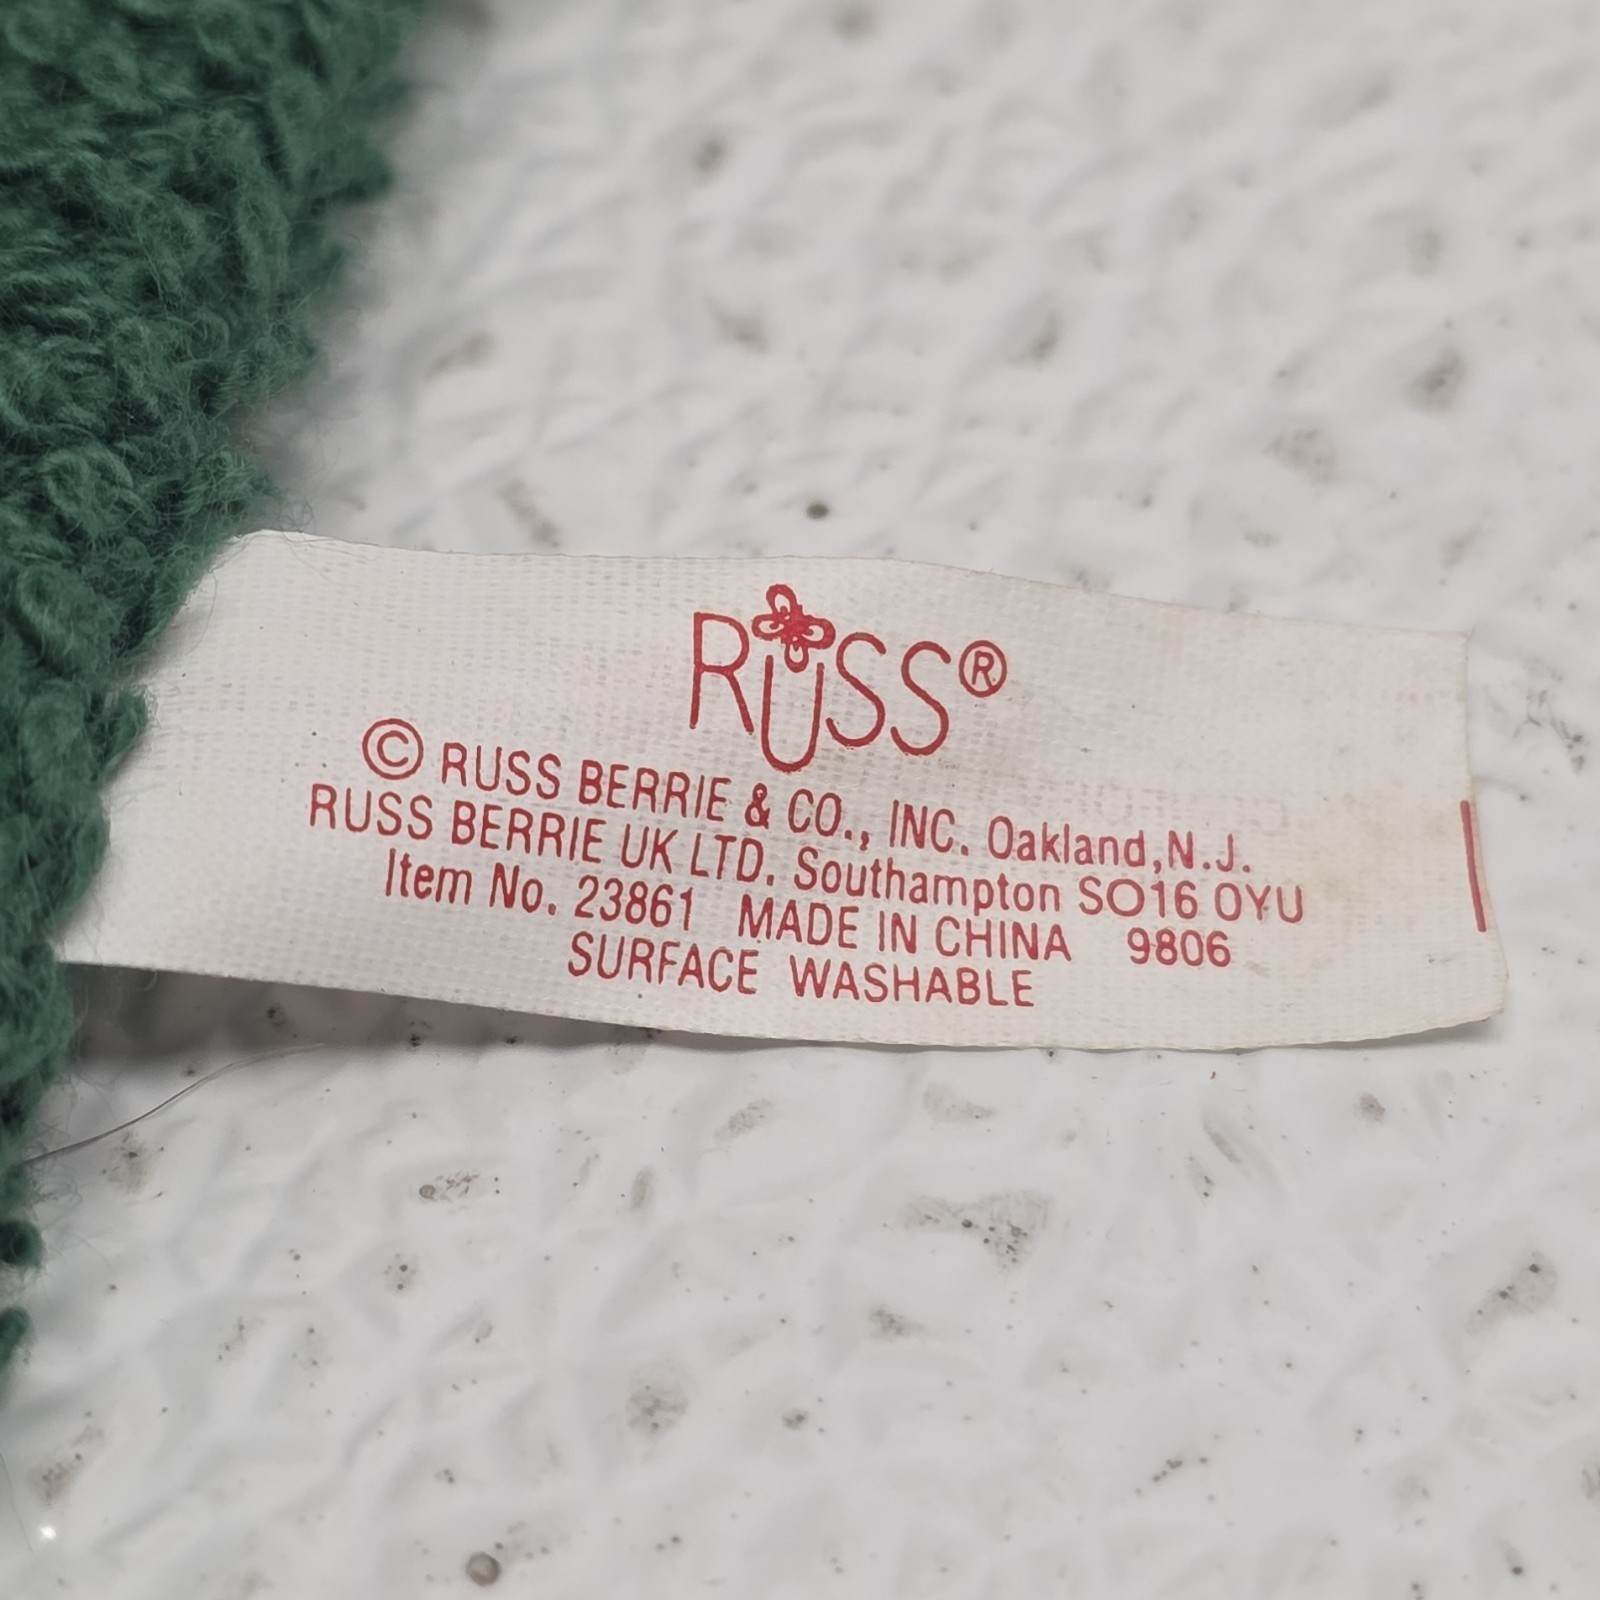 RUSS®
© RUSS BERRIE & CO., INC. Oakland,N.J.
RUSS BERRIE UK LTD. Southampton SO16 0YU
Item No. 23861 MADE IN CHINA 9806
SURFACE WASHABLE